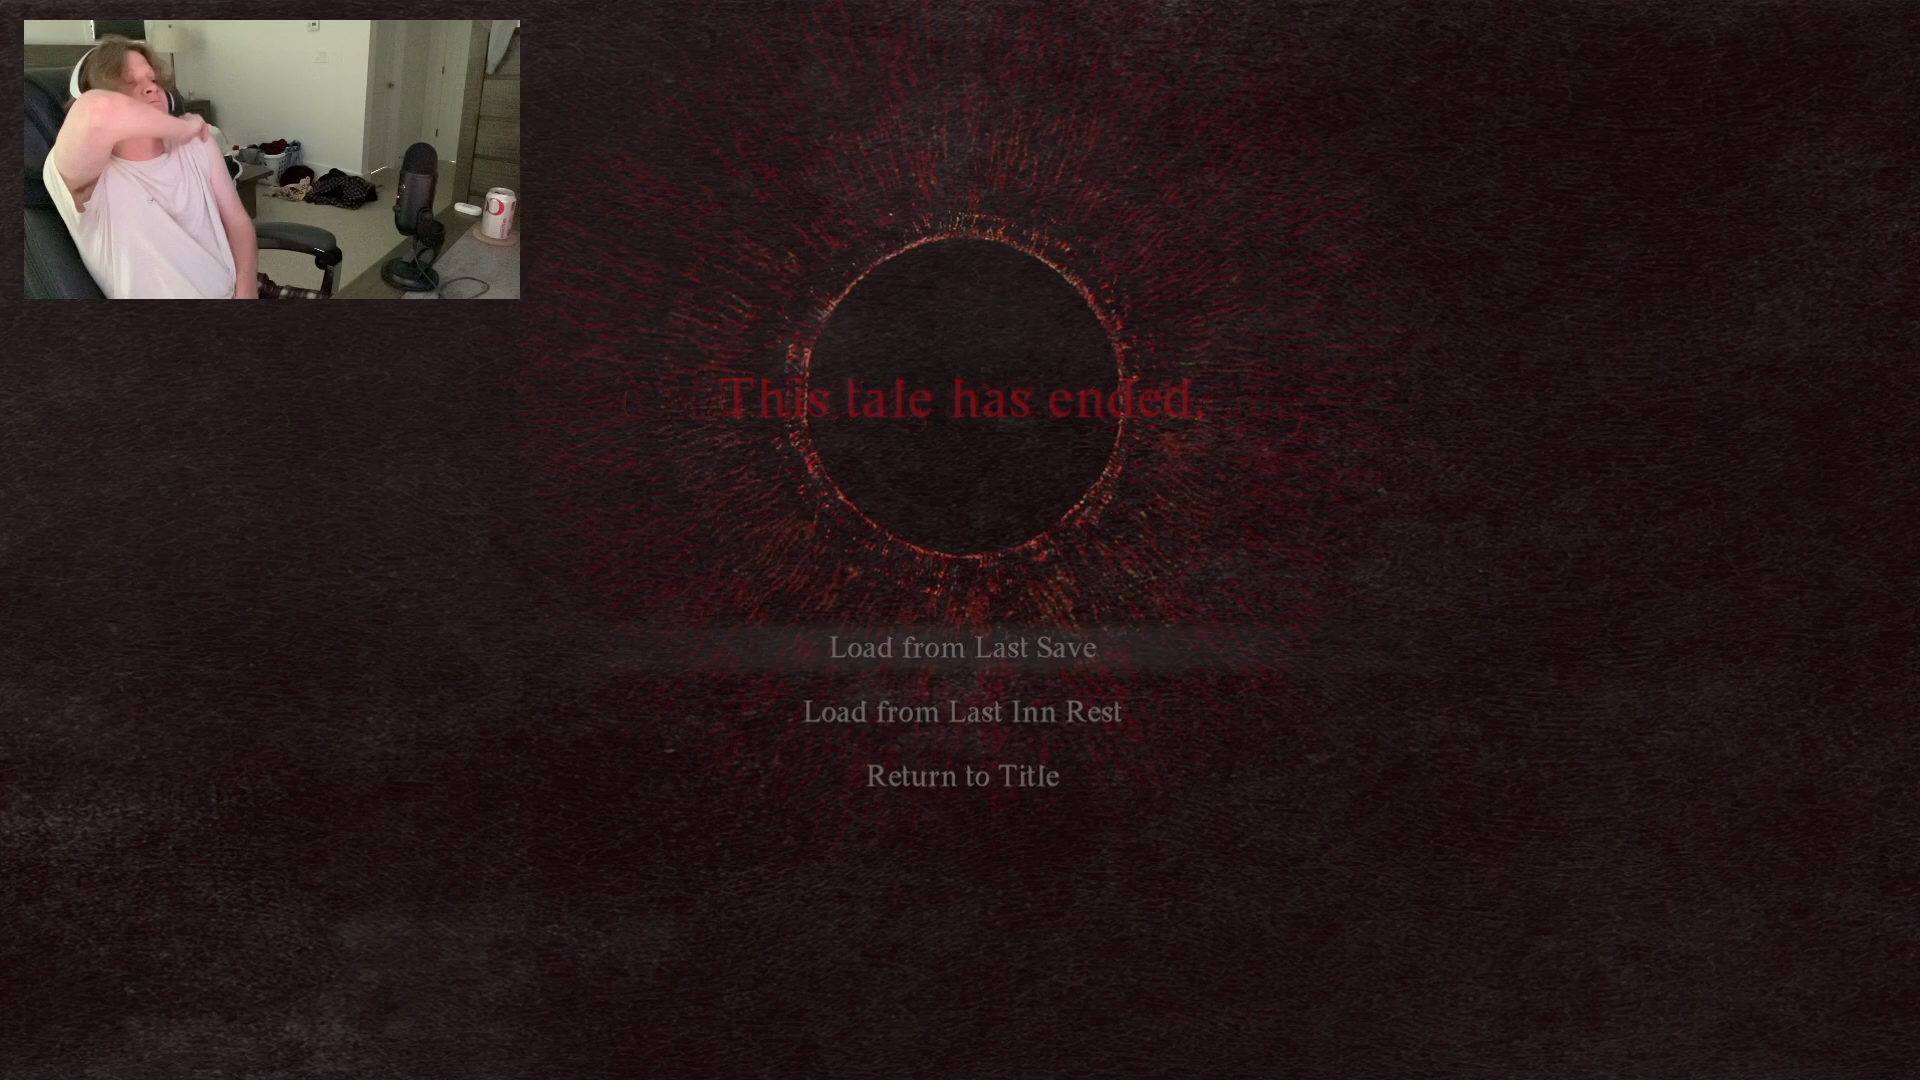 This tale has ended.
Load from Last Save
Load from Last Inn Rest
Return to Title